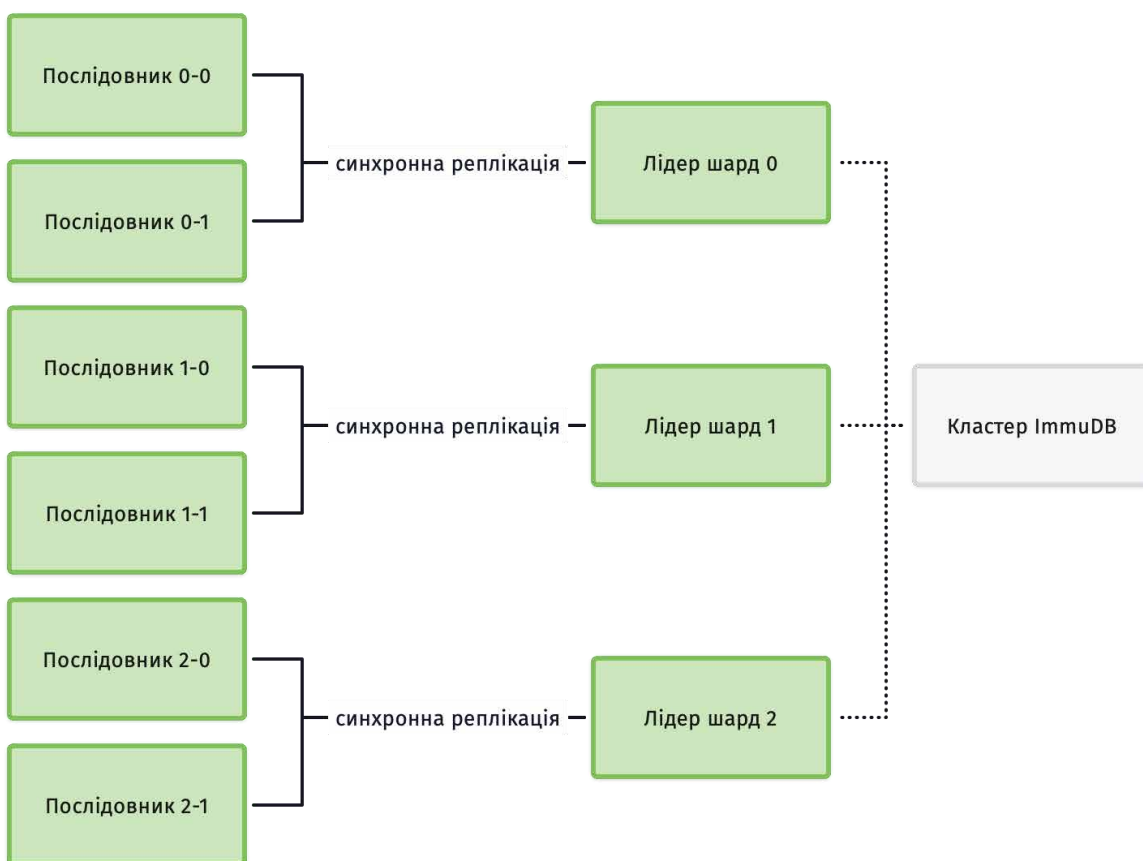 Послідовник 0-0
синхронна реплікація
Лідер шард 0
Послідовник 0-1
Послідовник 1-0
синхронна реплікація
Лідер шард 1
Кластер ImmuDB
Послідовник 1-1
Послідовник 2-0
синхронна реплікація
Лідер шард 2
Послідовник 2-1